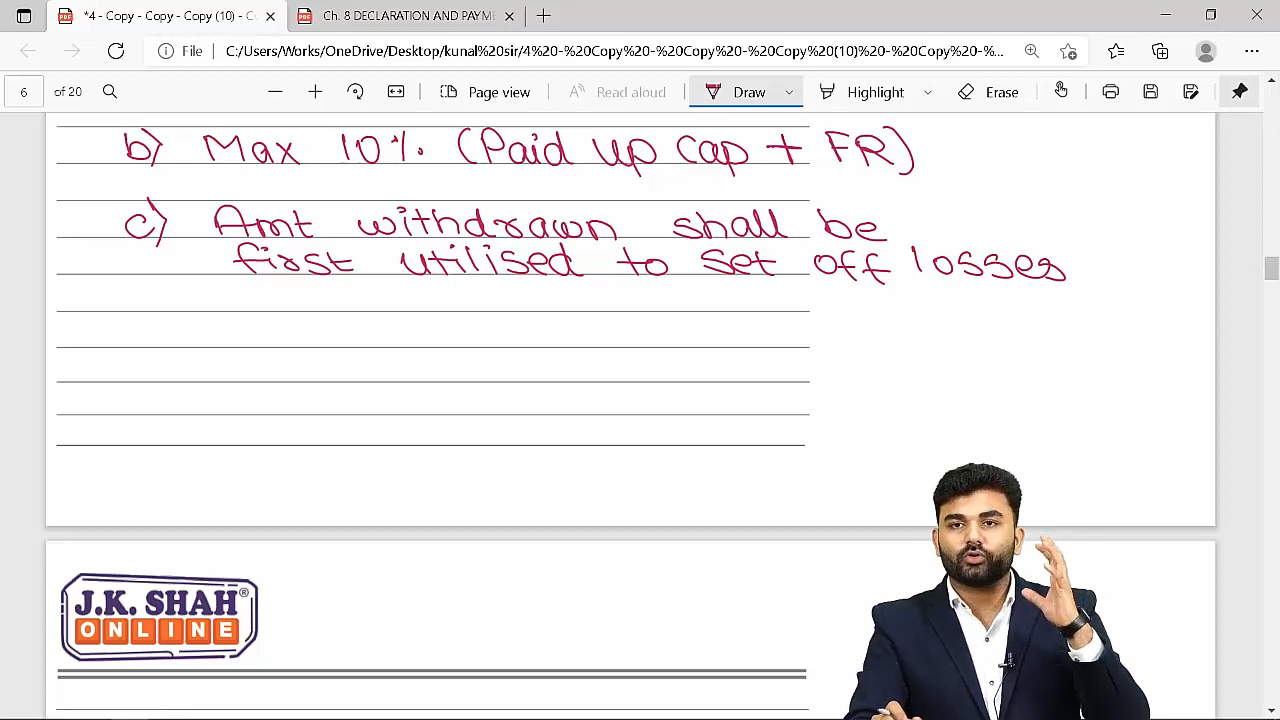 *4 - Copy - Copy - Copy (10) - C
Ch. 8 DECLARATION AND PAYME
File
C:/Users/Works/OneDrive/Desktop/kunal%20sir/4%20-%20Copy%20-%20Copy%20-%20Copy%20(10)%20-%20Copy%20-%...
6 of 20
Page view
Read aloud
Draw
Highlight
Erase
b) Max 10%. (Paid up Cap + FR)
c) Amt withdrawn shall be
first utilised to set off losses
J.K. SHAH®
ONLINE